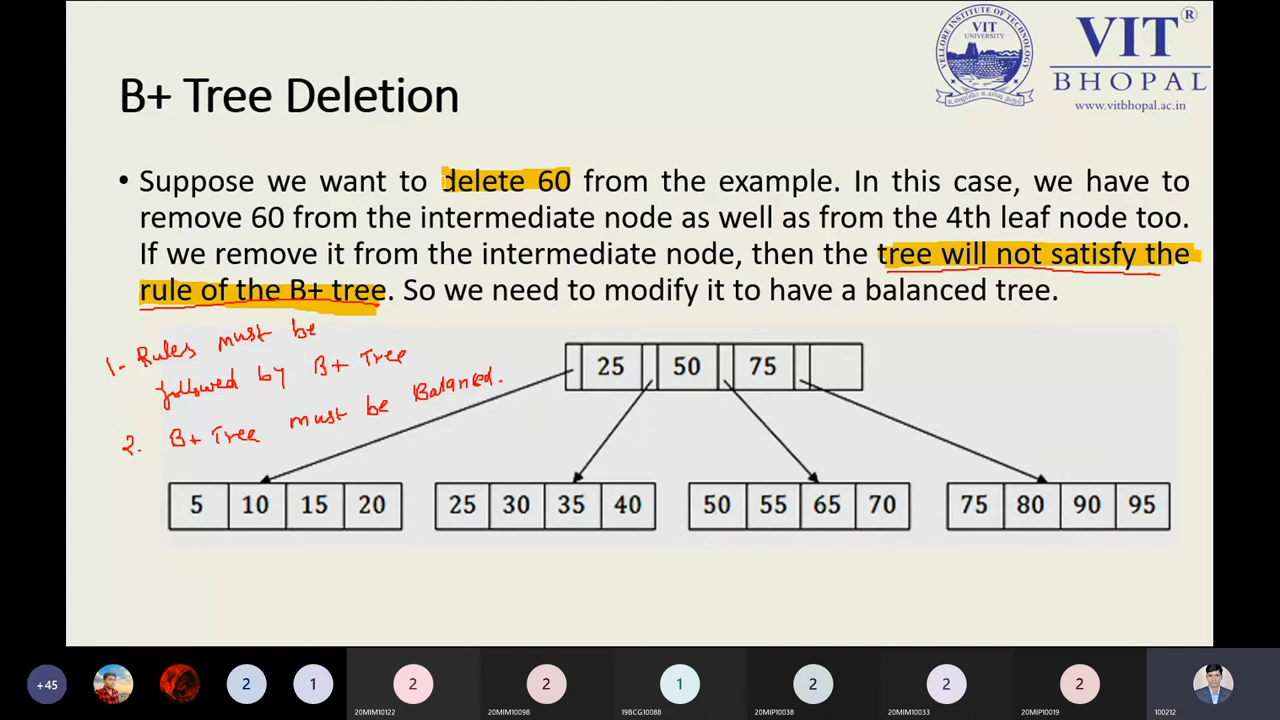 VELLORE INSTITUTE OF TECHNOLOGY
VIT
UNIVERSITY
VIT®
BHOPAL
www.vitbhopal.ac.in
B+ Tree Deletion
• Suppose we want to delete 60 from the example. In this case, we have to
remove 60 from the intermediate node as well as from the 4th leaf node too.
If we remove it from the intermediate node, then the tree will not satisfy the
rule of the B+ tree. So we need to modify it to have a balanced tree.
1. Rules must be
followed by B+ Tree
2. B+ Tree must be Balanced.
25 50 75
5 10 15 20
25 30 35 40
50 55 65 70
75 80 90 95
+45
2
1
2
2
1
2
2
2
20MIM10122
20MIM10098
19BCG10088
20MIP10038
20MIM10033
20MIP10019
100212